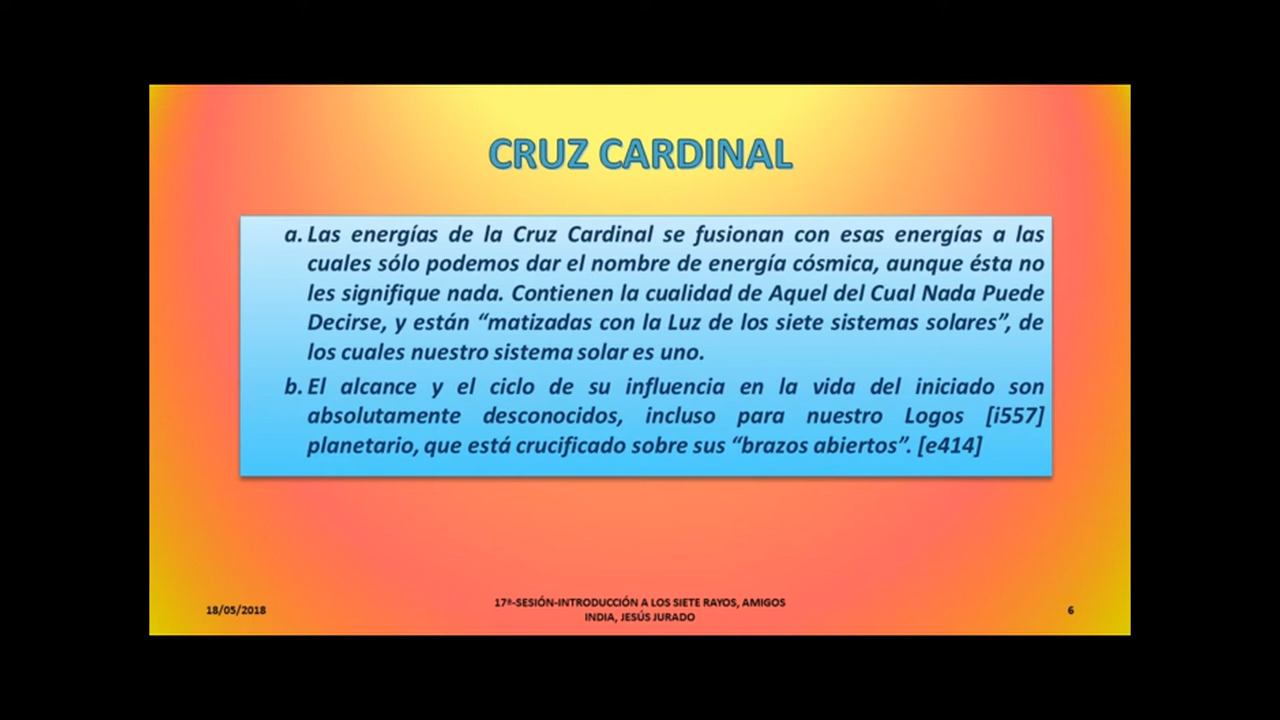 CRUZ CARDINAL
a. Las energías de la Cruz Cardinal se fusionan con esas energías a las
cuales sólo podemos dar el nombre de energía cósmica, aunque ésta no
les signifique nada. Contienen la cualidad de Aquel del Cual Nada Puede
Decirse, y están “matizadas con la Luz de los siete sistemas solares”, de
los cuales nuestro sistema solar es uno.
b. El alcance y el ciclo de su influencia en la vida del iniciado son
absolutamente desconocidos, incluso para nuestro Logos [i557]
planetario, que está crucificado sobre sus “brazos abiertos”. [e414]
18/05/2018
17ª-SESIÓN-INTRODUCCIÓN A LOS SIETE RAYOS, AMIGOS
INDIA, JESÚS JURADO
6